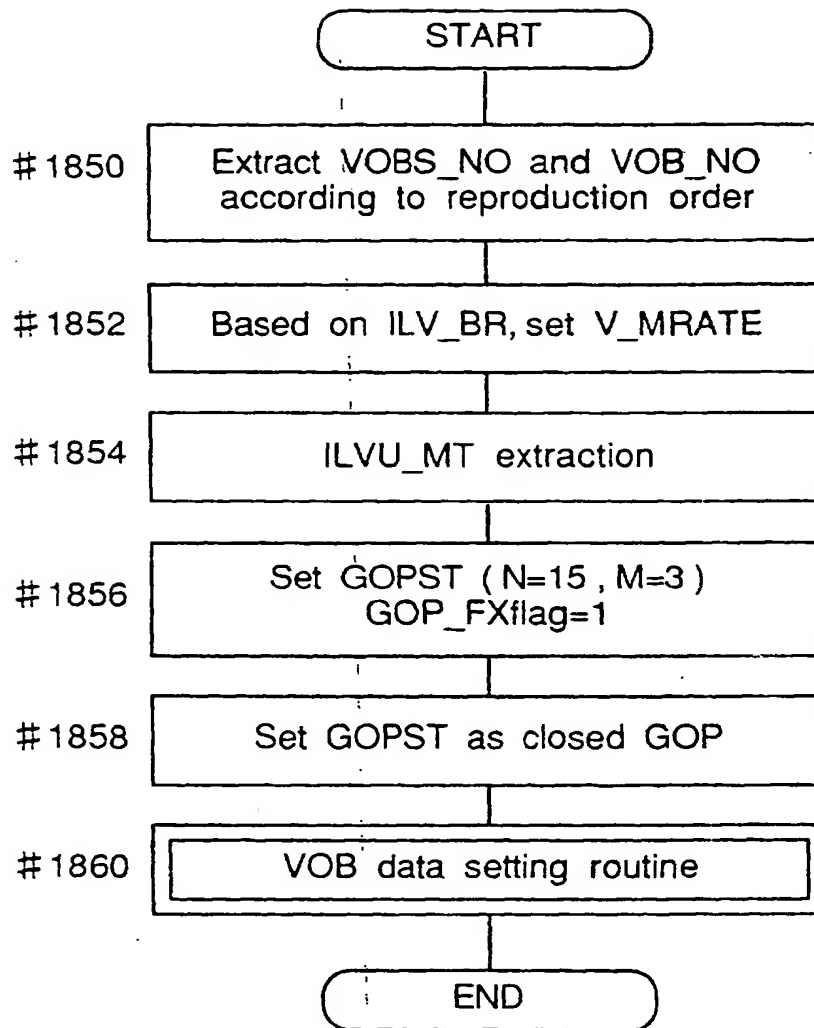 START
#1850
Extract VOBS_NO and VOB_NO
according to reproduction order
#1852
Based on ILV_BR, set V_MRATE
#1854
ILVU_MT extraction
#1856
Set GOPST (N=15, M=3)
GOP_FXflag=1
#1858
Set GOPST as closed GOP
#1860
VOB data setting routine
END